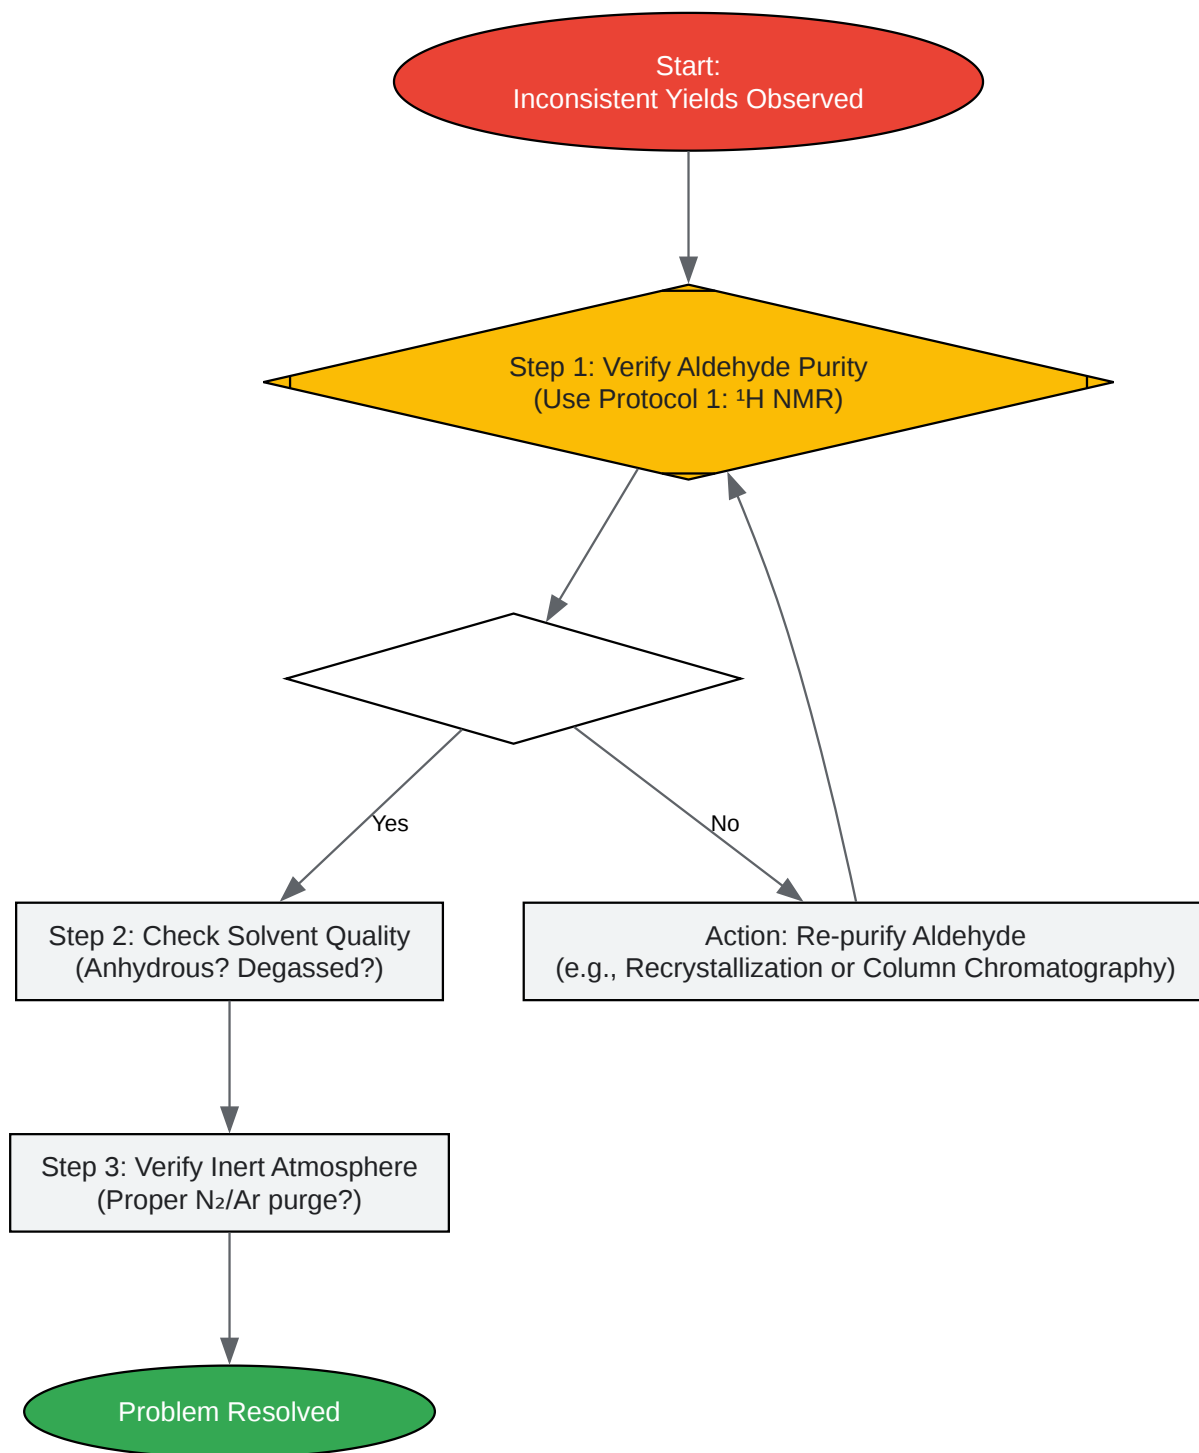 Start:
Inconsistent Yields Observed
Step 1: Verify Aldehyde Purity
(Use Protocol 1: ¹H NMR)
Yes
No
Step 2: Check Solvent Quality
(Anhydrous? Degassed?)
Action: Re-purify Aldehyde
(e.g., Recrystallization or Column Chromatography)
Step 3: Verify Inert Atmosphere
(Proper N₂/Ar purge?)
Problem Resolved